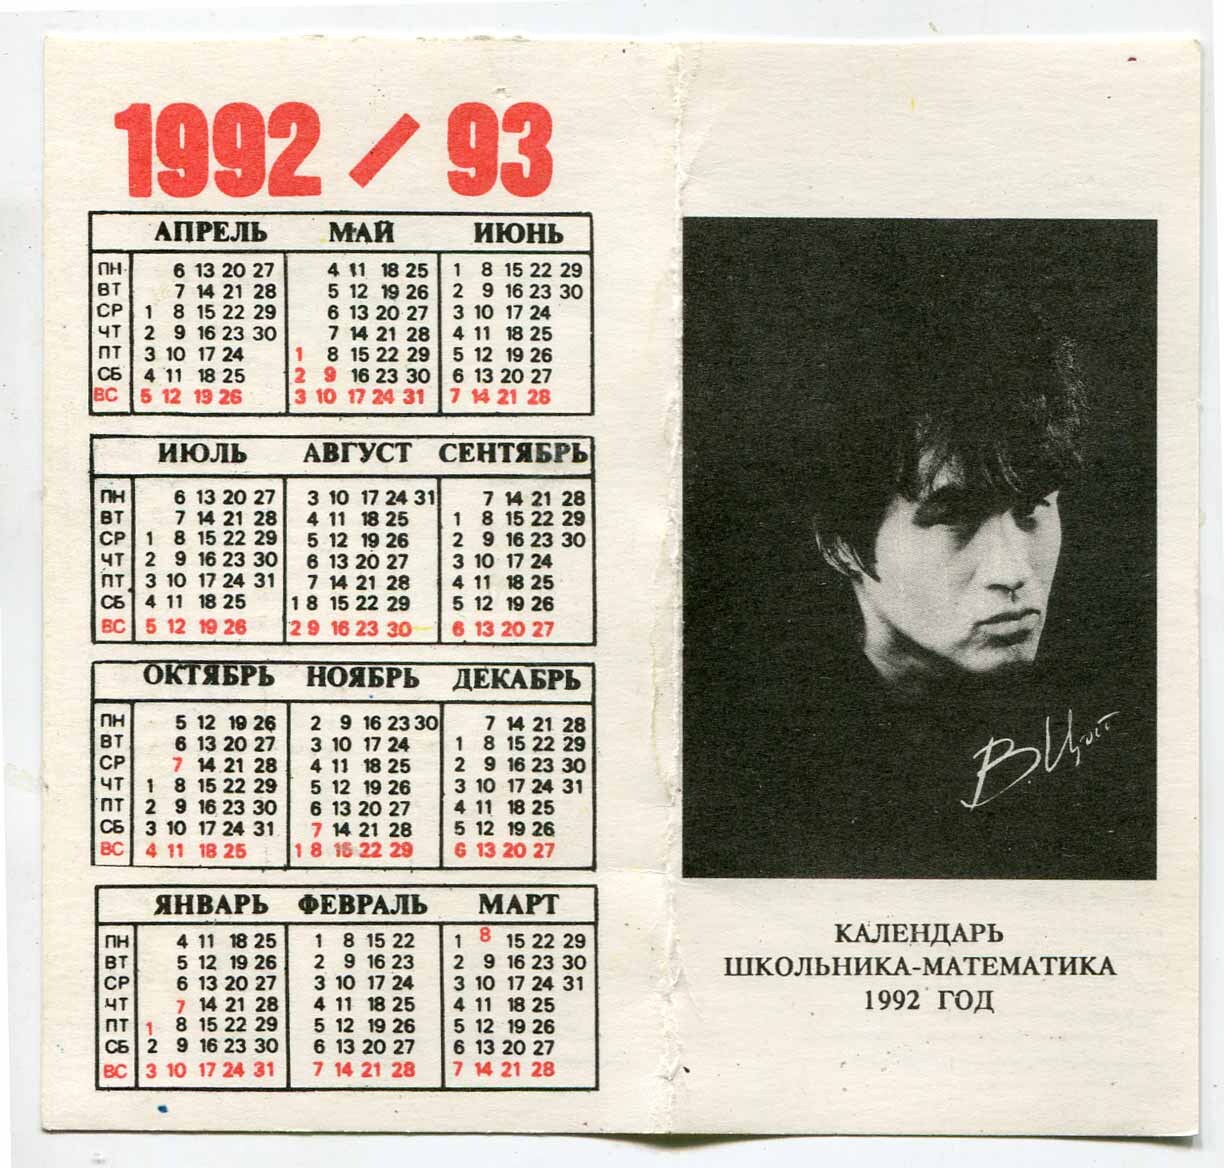 1992 / 93
АПРЕЛЬ МАЙ ИЮНЬ
ПН 6 13 20 27 4 11 18 25 1 8 15 22 29
ВТ 7 14 21 28 5 12 19 26 2 9 16 23 30
СР 1 8 15 22 29 6 13 20 27 3 10 17 24
ЧТ 2 9 16 23 30 7 14 21 28 4 11 18 25
ПТ 3 10 17 24 1 8 15 22 29 5 12 19 26
СБ 4 11 18 25 2 9 16 23 30 6 13 20 27
ВС 5 12 19 26 3 10 17 24 31 7 14 21 28
ИЮЛЬ АВГУСТ СЕНТЯБРЬ
ПН 6 13 20 27 3 10 17 24 31 7 14 21 28
ВТ 7 14 21 28 4 11 18 25 1 8 15 22 29
СР 1 8 15 22 29 5 12 19 26 2 9 16 23 30
ЧТ 2 9 16 23 30 6 13 20 27 3 10 17 24
ПТ 3 10 17 24 31 7 14 21 28 4 11 18 25
СБ 4 11 18 25 1 8 15 22 29 5 12 19 26
ВС 5 12 19 26 2 9 16 23 30 6 13 20 27
ОКТЯБРЬ НОЯБРЬ ДЕКАБРЬ
ПН 5 12 19 26 2 9 16 23 30 7 14 21 28
ВТ 6 13 20 27 3 10 17 24 1 8 15 22 29
СР 7 14 21 28 4 11 18 25 2 9 16 23 30
ЧТ 1 8 15 22 29 5 12 19 26 3 10 17 24 31
ПТ 2 9 16 23 30 6 13 20 27 4 11 18 25
СБ 3 10 17 24 31 7 14 21 28 5 12 19 26
ВС 4 11 18 25 1 8 15 22 29 6 13 20 27
ЯНВАРЬ ФЕВРАЛЬ МАРТ
ПН 4 11 18 25 1 8 15 22 1 8 15 22 29
ВТ 5 12 19 26 2 9 16 23 2 9 16 23 30
СР 6 13 20 27 3 10 17 24 3 10 17 24 31
ЧТ 7 14 21 28 4 11 18 25 4 11 18 25
ПТ 1 8 15 22 29 5 12 19 26 5 12 19 26
СБ 2 9 16 23 30 6 13 20 27 6 13 20 27
ВС 3 10 17 24 31 7 14 21 28 7 14 21 28
В.Цой
КАЛЕНДАРЬ
ШКОЛЬНИКА-МАТЕМАТИКА
1992 ГОД